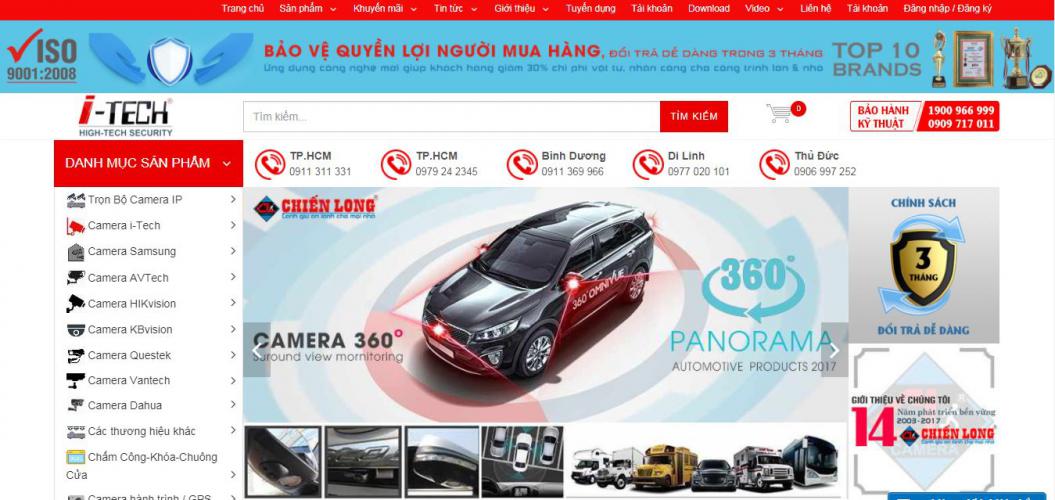 Trang chủ Sản phẩm Khuyến mãi Tin tức Giới thiệu Tuyển dụng Tài khoản Download Video Liên hệ Tài khoản Đăng nhập / Đăng ký
ISO
9001:2008
BẢO VỆ QUYỀN LỢI NGƯỜI MUA HÀNG, ĐỔI TRẢ DỄ DÀNG TRONG 3 THÁNG
Ứng dụng công nghệ mới giúp khách hàng giảm 30% chi phí vật tư, nhân công cho công trình lớn & nhỏ
TOP 10
BRANDS
i-TECH
HIGH-TECH SECURITY
Tìm kiếm...
TÌM KIẾM
0
BẢO HÀNH
KỸ THUẬT
1900 966 999
0909 717 011
DANH MỤC SẢN PHẨM
TP.HCM
0911 311 331
TP.HCM
0979 24 2345
Bình Dương
0911 369 966
Di Linh
0977 020 101
Thủ Đức
0906 997 252
Trọn Bộ Camera IP
Camera i-Tech
Camera Samsung
Camera AVTech
Camera HIKvision
Camera KBvision
Camera Questek
Camera Vantech
Camera Dahua
Các thương hiệu khác
Chấm Công-Khóa-Chuông
Cửa
Camera hành trình / GPS
CHIẾN LONG
Canh giữ an lành cho mọi nhà
CAMERA 360°
Suround view mornitoring
360 OMNIVUE
360°
PANORAMA
AUTOMOTIVE PRODUCTS 2017
CHÍNH SÁCH
3
THÁNG
ĐỔI TRẢ DỄ DÀNG
GIỚI THIỆU VỀ CHÚNG TÔI
14
Năm phát triển bền vững
2003-2017
CHIẾN LONG
CAMERA